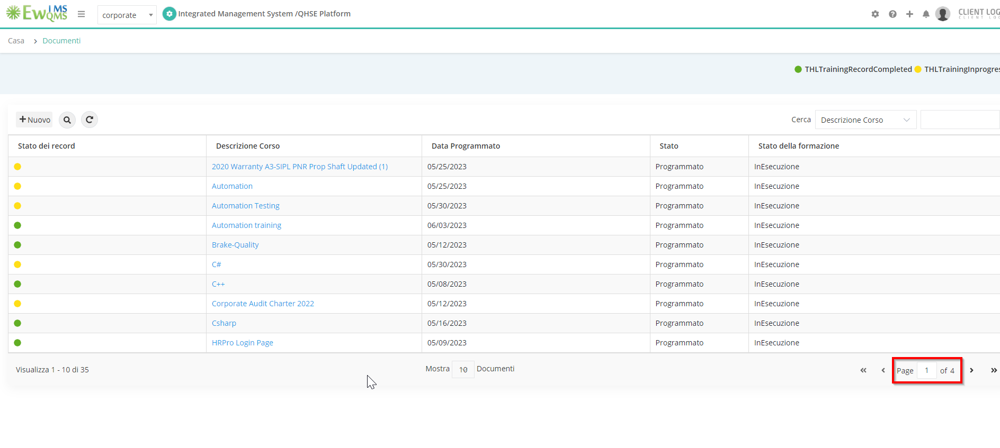 EwQMS IMS
corporate
Integrated Management System /QHSE Platform
CLIENT LOG
CLIENT LOG
Casa > Documenti
THLTrainingRecordCompleted THLTrainingInprogres
Nuovo
Cerca Descrizione Corso
Stato dei record Descrizione Corso Data Programmato Stato Stato della formazione
2020 Warranty A3-SIPL PNR Prop Shaft Updated (1) 05/25/2023 Programmato InEsecuzione
Automation 05/25/2023 Programmato InEsecuzione
Automation Testing 05/30/2023 Programmato InEsecuzione
Automation training 06/03/2023 Programmato InEsecuzione
Brake-Quality 05/12/2023 Programmato InEsecuzione
C# 05/30/2023 Programmato InEsecuzione
C++ 05/08/2023 Programmato InEsecuzione
Corporate Audit Charter 2022 05/12/2023 Programmato InEsecuzione
Csharp 05/16/2023 Programmato InEsecuzione
HRPro Login Page 05/09/2023 Programmato InEsecuzione
Visualizza 1 - 10 di 35 Mostra 10 Documenti « ‹ Page 1 of 4 › »